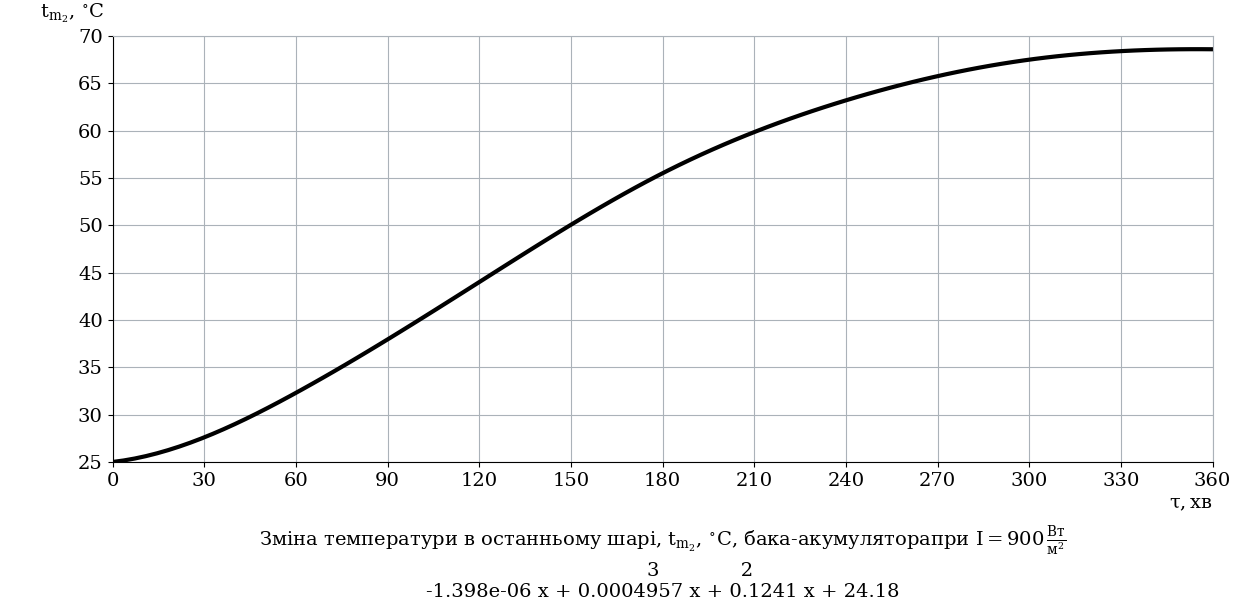 tm₂, °C
70
65
60
55
50
45
40
35
30
25
0 30 60 90 120 150 180 210 240 270 300 330 360
τ, хв
Зміна температури в останньому шарі, tm₂, °C, бака-акумуляторапри I = 900 Вт/м²
3 2
-1.398e-06 x + 0.0004957 x + 0.1241 x + 24.18